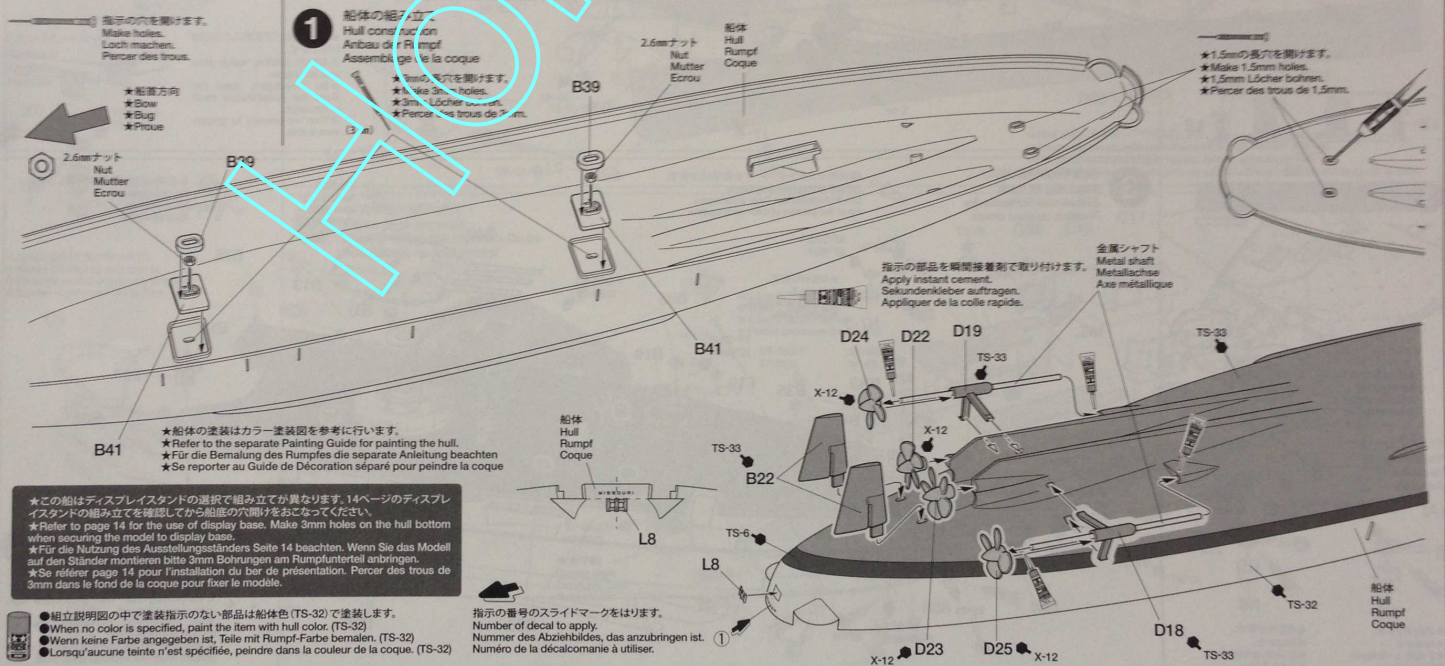 指示の穴を開けます。
Make holes.
Loch machen.
Percer des trous.
★船首方向
★Bow
★Bug
★Proue
2.6mmナット
Nut
Mutter
Ecrou
B39
1
船体の組み立て
Hull construction
Anbau der Rumpf
Assemblage de la coque
★3mmの長穴を開けます。
★Make 3mm holes.
★3mm Löcher bohren.
★Percer des trous de 3mm.
(3mm)
B39
2.6mmナット
Nut
Mutter
Ecrou
船体
Hull
Rumpf
Coque
★1.5mmの長穴を開けます。
★Make 1.5mm holes.
★1,5mm Löcher bohren.
★Percer des trous de 1,5mm.
B41
B41
指示の部品を瞬間接着剤で取り付けます。
Apply instant cement.
Sekundenkleber auftragen.
Appliquer de la colle rapide.
金属シャフト
Metal shaft
Metallachse
Axe métallique
D24
D22
D19
TS-33
TS-33
X-12
X-12
TS-33
B22
TS-6
L8
★船体の塗装はカラー塗装図を参考に行います。
★Refer to the separate Painting Guide for painting the hull.
★Für die Bemalung des Rumpfes die separate Anleitung beachten
★Se reporter au Guide de Décoration séparé pour peindre la coque
船体
Hull
Rumpf
Coque
MISSOURI
L8
★この船はディスプレイスタンドの選択で組み立てが異なります。14ページのディスプレ
イスタンドの組み立てを確認してから船底の穴開けをおこなってください。
★Refer to page 14 for the use of display base. Make 3mm holes on the hull bottom
when securing the model to display base.
★Für die Nutzung des Ausstellungsständers Seite 14 beachten. Wenn Sie das Modell
auf den Ständer montieren bitte 3mm Bohrungen am Rumpfunterteil anbringen.
★Se référer page 14 pour l'installation du ber de présentation. Percer des trous de
3mm dans le fond de la coque pour fixer le modèle.
●組立説明図の中で塗装指示のない部品は船体色(TS-32)で塗装します。
●When no color is specified, paint the item with hull color. (TS-32)
●Wenn keine Farbe angegeben ist, Teile mit Rumpf-Farbe bemalen. (TS-32)
●Lorsqu'aucune teinte n'est spécifiée, peindre dans la couleur de la coque. (TS-32)
指示の番号のスライドマークをはります。
Number of decal to apply.
Nummer des Abziehbildes, das anzubringen ist.
Numéro de la décalcomanie à utiliser.
①
X-12
D23
D25
X-12
D18
TS-33
TS-32
船体
Hull
Rumpf
Coque